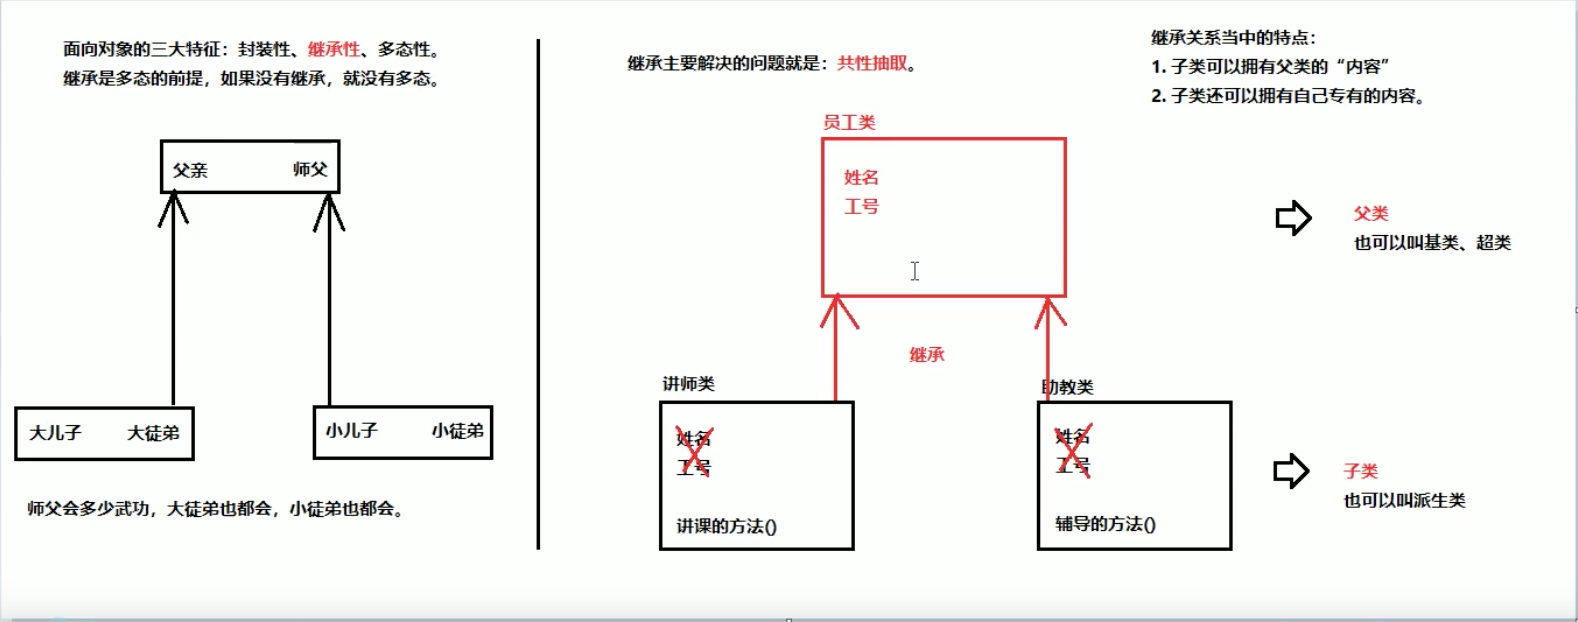 面向对象的三大特征：封装性、继承性、多态性。
继承是多态的前提，如果没有继承，就没有多态。
父亲 师父
大儿子 大徒弟
小儿子 小徒弟
师父会多少武功，大徒弟也都会，小徒弟也都会。
继承主要解决的问题就是：共性抽取。
员工类
姓名
工号
继承
讲师类
姓名
工号
讲课的方法()
助教类
姓名
工号
辅导的方法()
继承关系当中的特点：
1. 子类可以拥有父类的“内容”
2. 子类还可以拥有自己专有的内容。
父类
也可以叫基类、超类
子类
也可以叫派生类